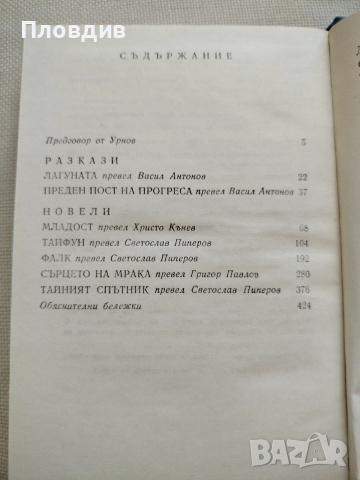 Пловдив
СЪДЪРЖАНИЕ
Предговор от Урнов 5
РАЗКАЗИ
ЛАГУНАТА превел Васил Антонов 22
ПРЕДЕН ПОСТ НА ПРОГРЕСА превел Васил Антонов 37
НОВЕЛИ
МЛАДОСТ превел Христо Кънев 68
ТАЙФУН превел Светослав Пиперов 104
ФАЛК превел Светослав Пиперов 192
СЪРЦЕТО НА МРАКА превел Григор Павлов 280
ТАЙНИЯТ СПЪТНИК превел Светослав Пиперов 376
Обяснителни бележки 424
bazar